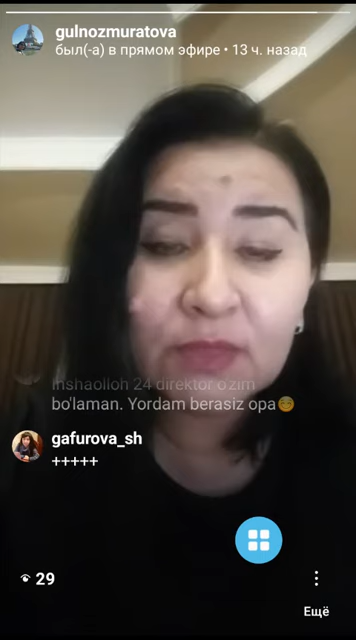 gulnozmuratova
был(-а) в прямом эфире • 13 ч. назад
Inshaolloh 24 direktor o'zim
bo'laman. Yordam berasiz opa😊
gafurova_sh
+++++
29
Ещё